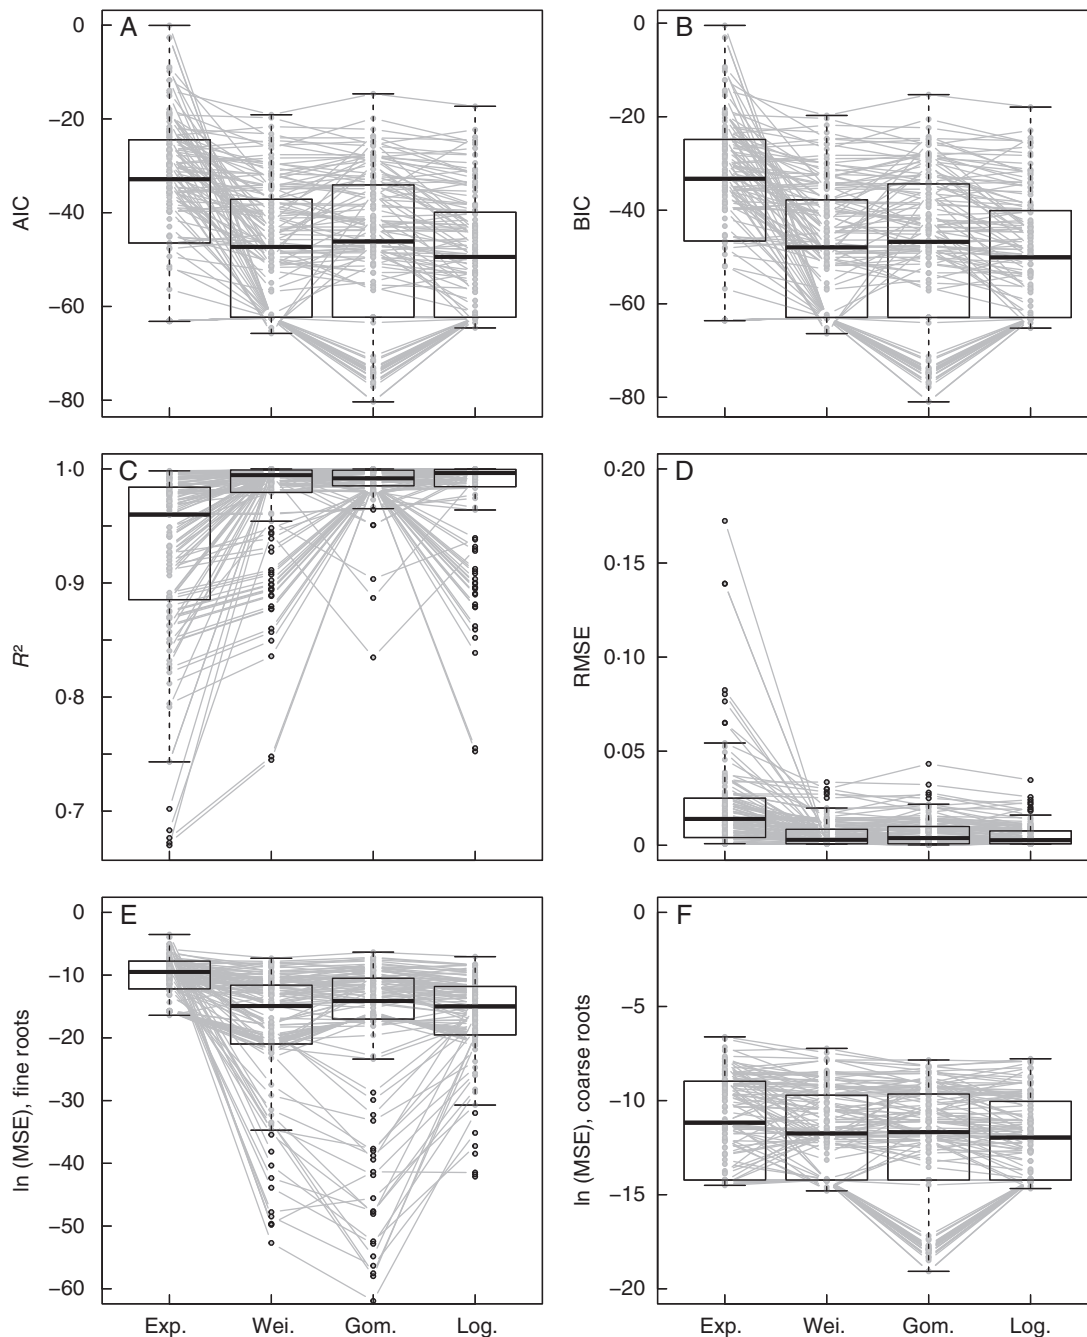 A
B
0
−20
−40
−60
−80
AIC
0
−20
−40
−60
−80
BIC
C
D
1·0
0·9
0·8
0·7
R²
0·20
0·15
0·10
0·05
0
RMSE
E
F
0
−10
−20
−30
−40
−50
−60
ln (MSE), fine roots
0
−5
−10
−15
−20
ln (MSE), coarse roots
Exp. Wei. Gom. Log.
Exp. Wei. Gom. Log.